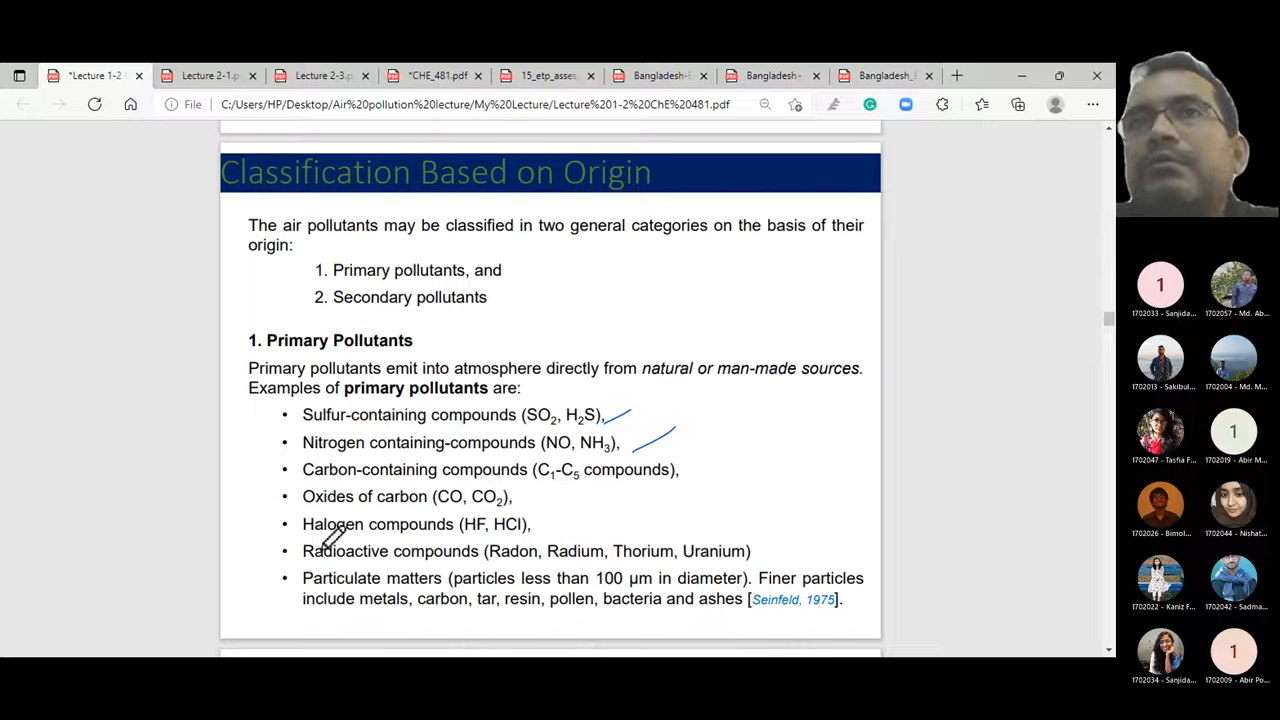 *Lecture 1-2
Lecture 2-1.p
Lecture 2-3.p
*CHE_481.pdf
15_etp_asses
Bangladesh-E
Bangladesh-
Bangladesh_E
File
C:/Users/HP/Desktop/Air%20pollution%20lecture/My%20Lecture/Lecture%201-2%20ChE%20481.pdf
Classification Based on Origin
The air pollutants may be classified in two general categories on the basis of their
origin:
1. Primary pollutants, and
2. Secondary pollutants
1. Primary Pollutants
Primary pollutants emit into atmosphere directly from natural or man-made sources.
Examples of primary pollutants are:
• Sulfur-containing compounds (SO2, H2S),
• Nitrogen containing-compounds (NO, NH3),
• Carbon-containing compounds (C1-C5 compounds),
• Oxides of carbon (CO, CO2),
• Halogen compounds (HF, HCl),
• Radioactive compounds (Radon, Radium, Thorium, Uranium)
• Particulate matters (particles less than 100 µm in diameter). Finer particles
include metals, carbon, tar, resin, pollen, bacteria and ashes [Seinfeld, 1975].
1
1702033 - Sanjida...
1702057 - Md. Ab...
1702013 - Sakibul...
1702004 - Md. M...
1
1702047 - Tasfia F...
1702019 - Abir M...
1702026 - Bimol...
1702044 - Nishat...
1702022 - Kaniz F...
1702042 - Sadma...
1
1702034 - Sanjida...
1702009 - Abir Po...